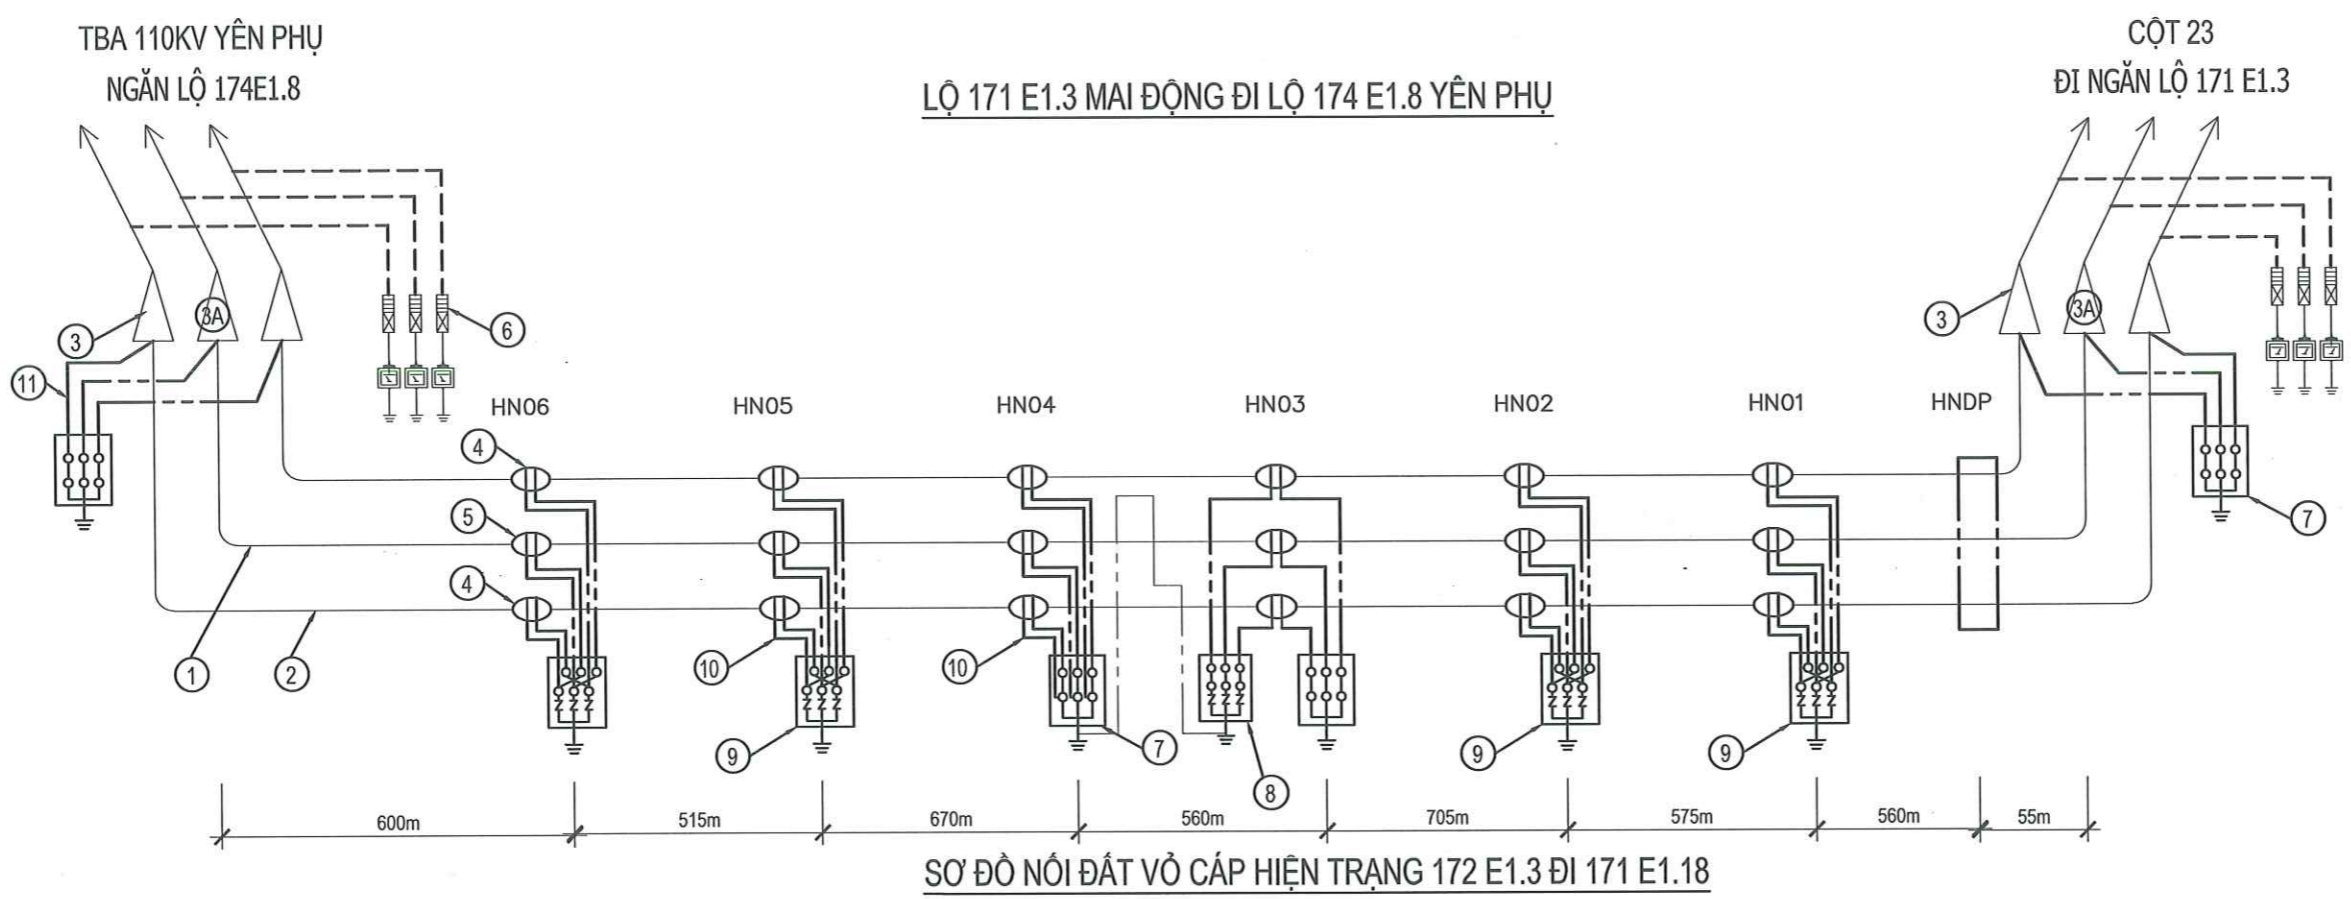 TBA 110KV YÊN PHỤ
NGĂN LỘ 174E1.8
LỘ 171 E1.3 MAI ĐỘNG ĐI LỘ 174 E1.8 YÊN PHỤ
CỘT 23
ĐI NGĂN LỘ 171 E1.3
3
3A
6
11
3
3A
7
HN06
HN05
HN04
HN03
HN02
HN01
HNDP
4
5
4
1
2
10
10
9
7
8
9
9
600m
515m
670m
560m
705m
575m
560m
55m
SƠ ĐỒ NỐI ĐẤT VỎ CÁP HIỆN TRẠNG 172 E1.3 ĐI 171 E1.18